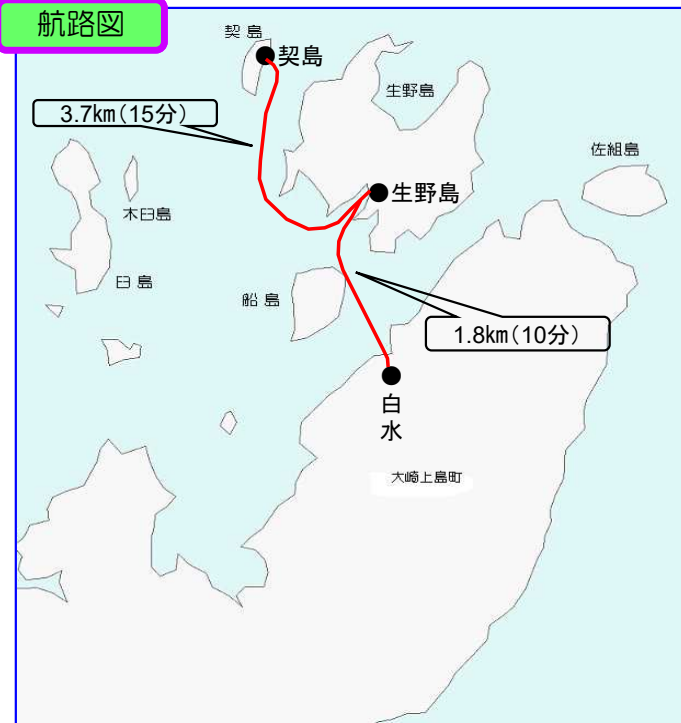 航路図
契島
契島
生野島
3.7km（15分）
佐組島
生野島
木臼島
臼島
船島
1.8km（10分）
白水
大崎上島町